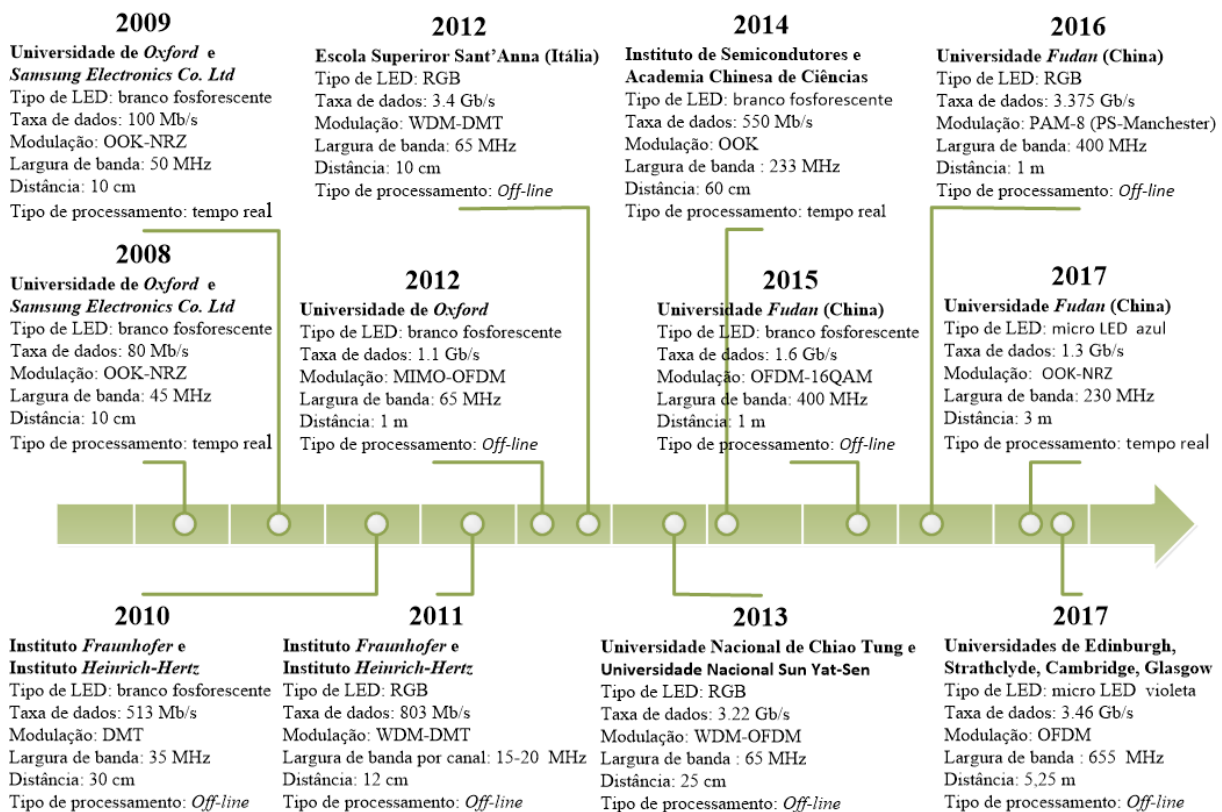 2009
Universidade de Oxford e
Samsung Electronics Co. Ltd
Tipo de LED: branco fosforescente
Taxa de dados: 100 Mb/s
Modulação: OOK-NRZ
Largura de banda: 50 MHz
Distância: 10 cm
Tipo de processamento: tempo real
2012
Escola Superiror Sant’Anna (Itália)
Tipo de LED: RGB
Taxa de dados: 3.4 Gb/s
Modulação: WDM-DMT
Largura de banda: 65 MHz
Distância: 10 cm
Tipo de processamento: Off-line
2014
Instituto de Semicondutores e
Academia Chinesa de Ciências
Tipo de LED: branco fosforescente
Taxa de dados: 550 Mb/s
Modulação: OOK
Largura de banda : 233 MHz
Distância: 60 cm
Tipo de processamento: tempo real
2016
Universidade Fudan (China)
Tipo de LED: RGB
Taxa de dados: 3.375 Gb/s
Modulação: PAM-8 (PS-Manchester)
Largura de banda: 400 MHz
Distância: 1 m
Tipo de processamento: Off-line
2008
Universidade de Oxford e
Samsung Electronics Co. Ltd
Tipo de LED: branco fosforescente
Taxa de dados: 80 Mb/s
Modulação: OOK-NRZ
Largura de banda: 45 MHz
Distância: 10 cm
Tipo de processamento: tempo real
2012
Universidade de Oxford
Tipo de LED: branco fosforescente
Taxa de dados: 1.1 Gb/s
Modulação: MIMO-OFDM
Largura de banda: 65 MHz
Distância: 1 m
Tipo de processamento: Off-line
2015
Universidade Fudan (China)
Tipo de LED: branco fosforescente
Taxa de dados: 1.6 Gb/s
Modulação: OFDM-16QAM
Largura de banda: 400 MHz
Distância: 1 m
Tipo de processamento: Off-line
2017
Universidade Fudan (China)
Tipo de LED: micro LED azul
Taxa de dados: 1.3 Gb/s
Modulação: OOK-NRZ
Largura de banda: 230 MHz
Distância: 3 m
Tipo de processamento: tempo real
2010
Instituto Fraunhofer e
Instituto Heinrich-Hertz
Tipo de LED: branco fosforescente
Taxa de dados: 513 Mb/s
Modulação: DMT
Largura de banda: 35 MHz
Distância: 30 cm
Tipo de processamento: Off-line
2011
Instituto Fraunhofer e
Instituto Heinrich-Hertz
Tipo de LED: RGB
Taxa de dados: 803 Mb/s
Modulação: WDM-DMT
Largura de banda por canal: 15-20 MHz
Distância: 12 cm
Tipo de processamento: Off-line
2013
Universidade Nacional de Chiao Tung e
Universidade Nacional Sun Yat-Sen
Tipo de LED: RGB
Taxa de dados: 3.22 Gb/s
Modulação: WDM-OFDM
Largura de banda : 65 MHz
Distância: 25 cm
Tipo de processamento: Off-line
2017
Universidades de Edinburgh,
Strathclyde, Cambridge, Glasgow
Tipo de LED: micro LED violeta
Taxa de dados: 3.46 Gb/s
Modulação: OFDM
Largura de banda : 655 MHz
Distância: 5,25 m
Tipo de processamento: Off-line